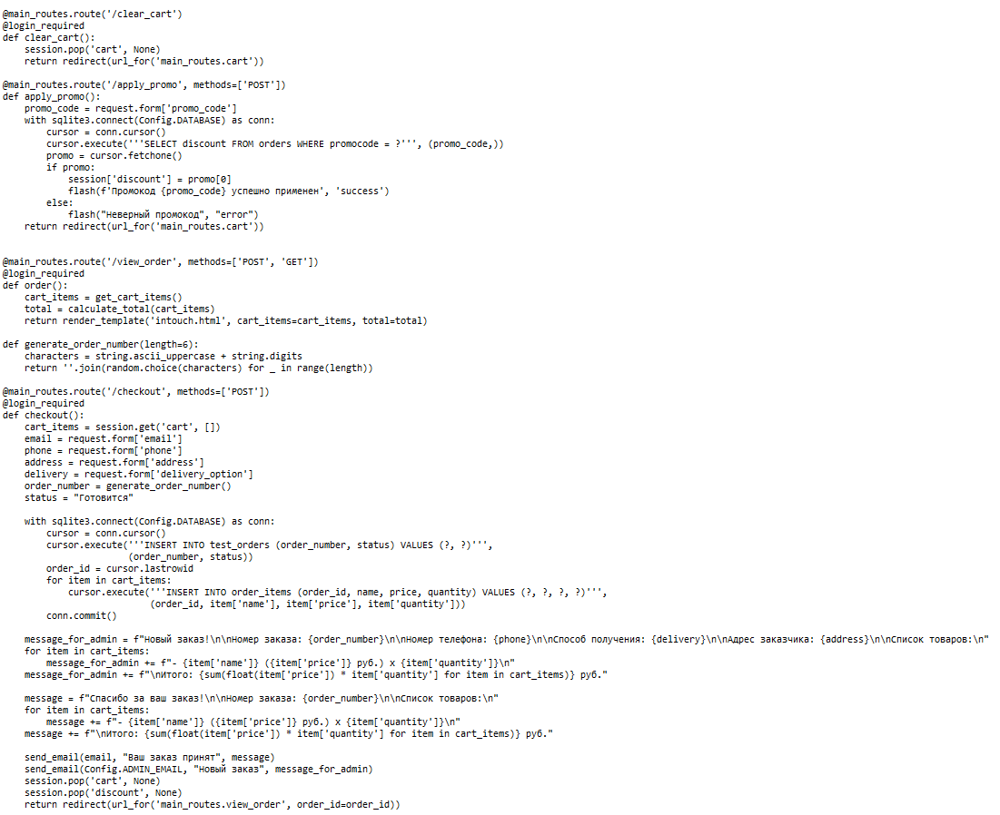 @main_routes.route('/clear_cart')
@login_required
def clear_cart():
    session.pop('cart', None)
    return redirect(url_for('main_routes.cart'))

@main_routes.route('/apply_promo', methods=['POST'])
def apply_promo():
    promo_code = request.form['promo_code']
    with sqlite3.connect(Config.DATABASE) as conn:
        cursor = conn.cursor()
        cursor.execute('''SELECT discount FROM orders WHERE promocode = ?''', (promo_code,))
        promo = cursor.fetchone()
        if promo:
            session['discount'] = promo[0]
            flash(f'Промокод {promo_code} успешно применен', 'success')
        else:
            flash("Неверный промокод", "error")
    return redirect(url_for('main_routes.cart'))


@main_routes.route('/view_order', methods=['POST', 'GET'])
@login_required
def order():
    cart_items = get_cart_items()
    total = calculate_total(cart_items)
    return render_template('intouch.html', cart_items=cart_items, total=total)

def generate_order_number(length=6):
    characters = string.ascii_uppercase + string.digits
    return ''.join(random.choice(characters) for _ in range(length))

@main_routes.route('/checkout', methods=['POST'])
@login_required
def checkout():
    cart_items = session.get('cart', [])
    email = request.form['email']
    phone = request.form['phone']
    address = request.form['address']
    delivery = request.form['delivery_option']
    order_number = generate_order_number()
    status = "Готовится"

    with sqlite3.connect(Config.DATABASE) as conn:
        cursor = conn.cursor()
        cursor.execute('''INSERT INTO test_orders (order_number, status) VALUES (?, ?)''',
                       (order_number, status))
        order_id = cursor.lastrowid
        for item in cart_items:
            cursor.execute('''INSERT INTO order_items (order_id, name, price, quantity) VALUES (?, ?, ?, ?)''',
                           (order_id, item['name'], item['price'], item['quantity']))
        conn.commit()

    message_for_admin = f"Новый заказ!\n\nНомер заказа: {order_number}\n\nНомер телефона: {phone}\n\nСпособ получения: {delivery}\n\nАдрес заказчика: {address}\n\nСписок товаров:\n"
    for item in cart_items:
        message_for_admin += f"- {item['name']} ({item['price']} руб.) x {item['quantity']}\n"
    message_for_admin += f"\nИтого: {sum(float(item['price']) * item['quantity'] for item in cart_items)} руб."

    message = f"Спасибо за ваш заказ!\n\nНомер заказа: {order_number}\n\nСписок товаров:\n"
    for item in cart_items:
        message += f"- {item['name']} ({item['price']} руб.) x {item['quantity']}\n"
    message += f"\nИтого: {sum(float(item['price']) * item['quantity'] for item in cart_items)} руб."

    send_email(email, "Ваш заказ принят", message)
    send_email(Config.ADMIN_EMAIL, "Новый заказ", message_for_admin)
    session.pop('cart', None)
    session.pop('discount', None)
    return redirect(url_for('main_routes.view_order', order_id=order_id))